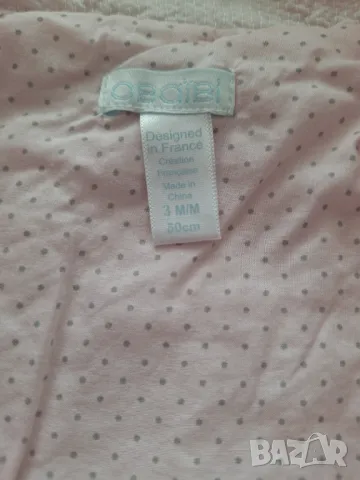 OBAIBI
Designed
in France
Création
Française
Made in
China
3 M/M
60cm
BAZAR